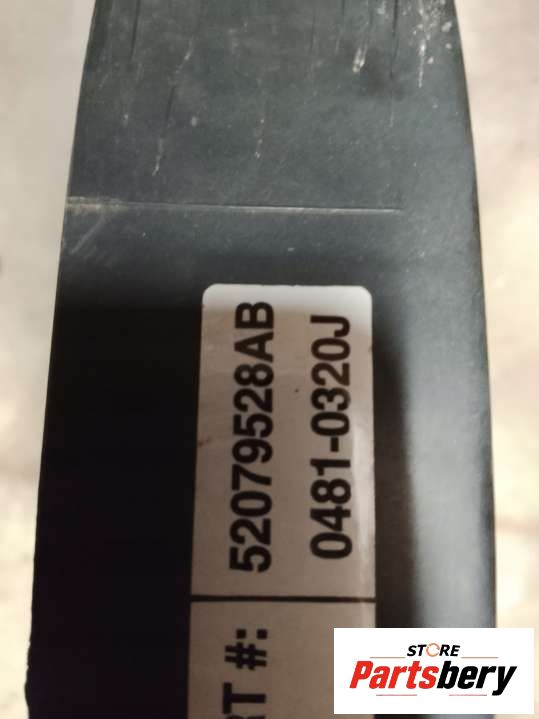 52079528AB
0481-0320J
RT #:
STORE
Partsbery